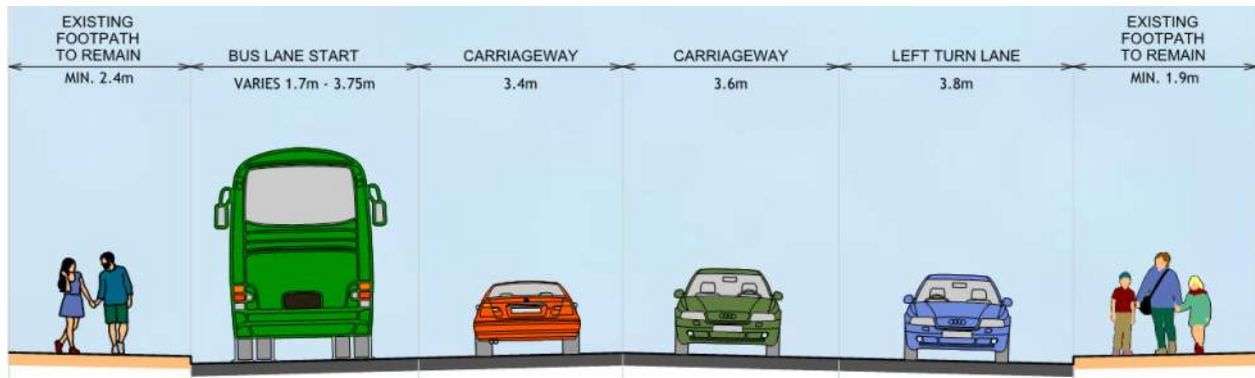 EXISTING
FOOTPATH
TO REMAIN
MIN. 2.4m
BUS LANE START
VARIES 1.7m - 3.75m
CARRIAGEWAY
3.4m
CARRIAGEWAY
3.6m
LEFT TURN LANE
3.8m
EXISTING
FOOTPATH
TO REMAIN
MIN. 1.9m